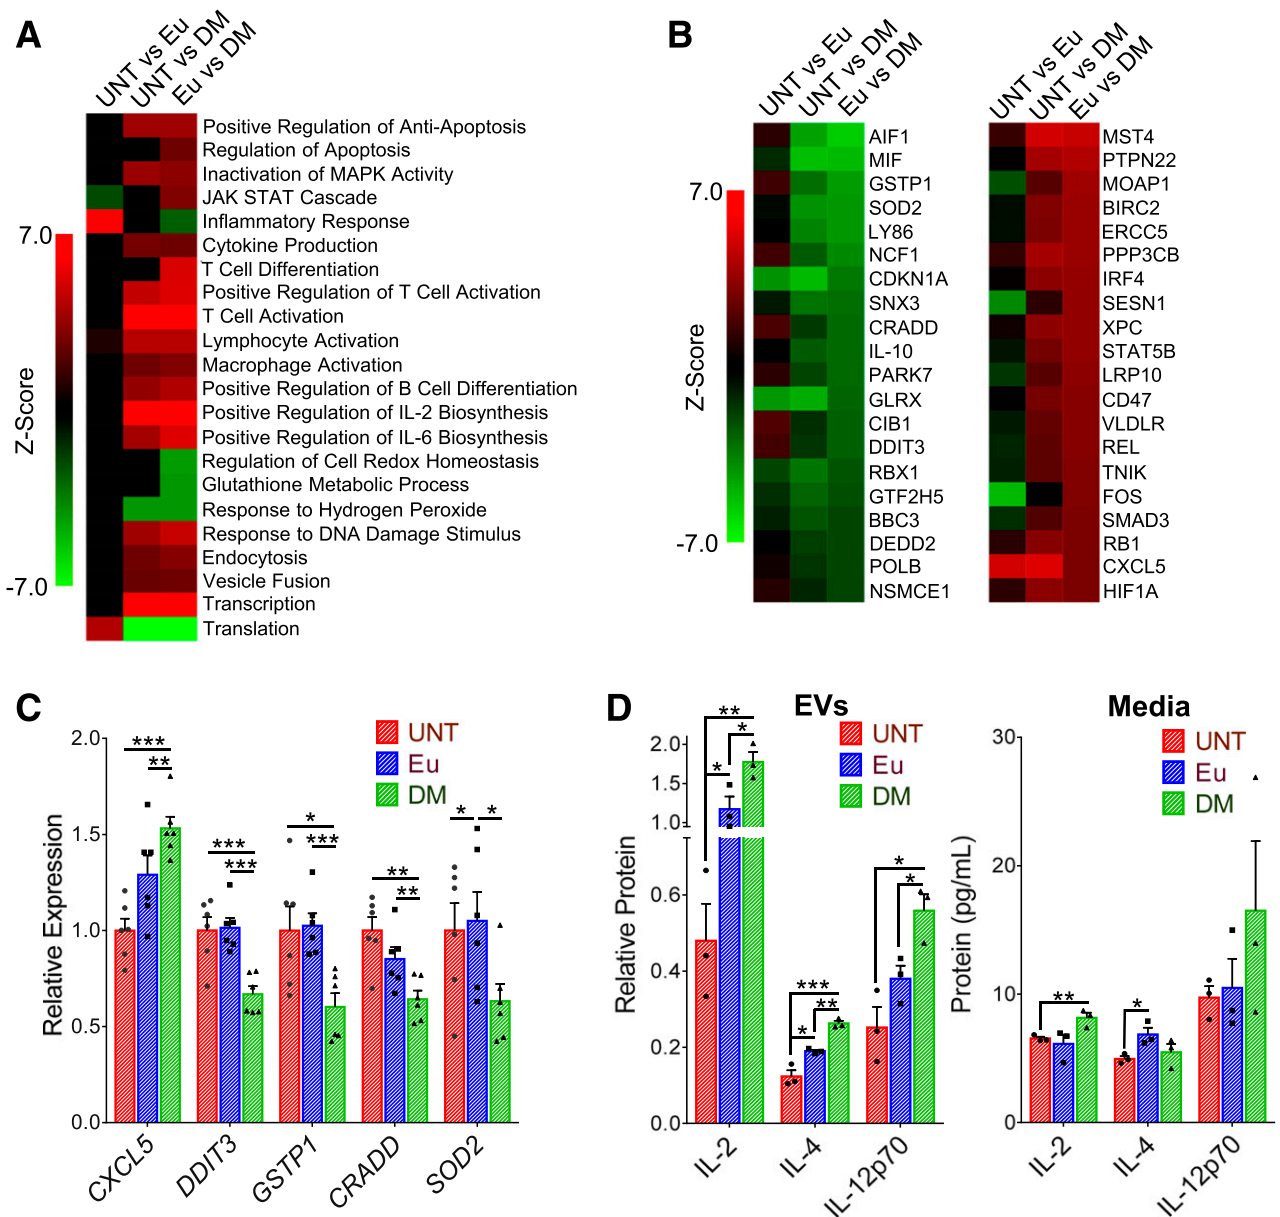 A
UNT vs Eu
UNT vs DM
Eu vs DM
Positive Regulation of Anti-Apoptosis
Regulation of Apoptosis
Inactivation of MAPK Activity
JAK STAT Cascade
Inflammatory Response
Cytokine Production
T Cell Differentiation
Positive Regulation of T Cell Activation
T Cell Activation
Lymphocyte Activation
Macrophage Activation
Positive Regulation of B Cell Differentiation
Positive Regulation of IL-2 Biosynthesis
Positive Regulation of IL-6 Biosynthesis
Regulation of Cell Redox Homeostasis
Glutathione Metabolic Process
Response to Hydrogen Peroxide
Response to DNA Damage Stimulus
Endocytosis
Vesicle Fusion
Transcription
Translation
7.0
Z-Score
-7.0
B
UNT vs Eu
UNT vs DM
Eu vs DM
7.0
Z-Score
-7.0
AIF1
MIF
GSTP1
SOD2
LY86
NCF1
CDKN1A
SNX3
CRADD
IL-10
PARK7
GLRX
CIB1
DDIT3
RBX1
GTF2H5
BBC3
DEDD2
POLB
NSMCE1
UNT vs Eu
UNT vs DM
Eu vs DM
MST4
PTPN22
MOAP1
BIRC2
ERCC5
PPP3CB
IRF4
SESN1
XPC
STAT5B
LRP10
CD47
VLDLR
REL
TNIK
FOS
SMAD3
RB1
CXCL5
HIF1A
C
UNT
Eu
DM
Relative Expression
2.0
1.5
1.0
0.5
0.0
***
**
***
***
*
***
**
**
*
*
CXCL5
DDIT3
GSTP1
CRADD
SOD2
D
EVs
UNT
Eu
DM
Relative Protein
2.0
1.5
1.0
0.6
0.4
0.2
0.0
**
*
*
***
**
*
*
*
IL-2
IL-4
IL-12p70
Media
UNT
Eu
DM
Protein (pg/mL)
30
20
10
0
**
*
IL-2
IL-4
IL-12p70